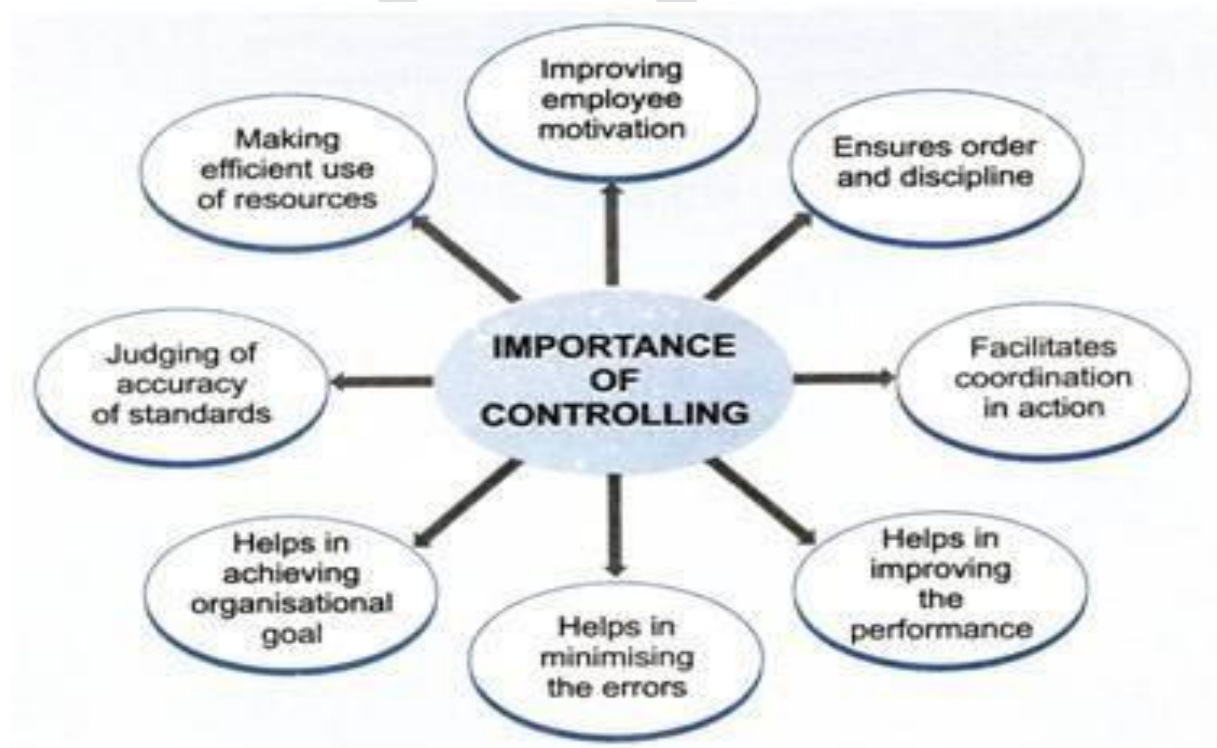 IMPORTANCE
OF
CONTROLLING
Improving
employee
motivation
Ensures order
and discipline
Facilitates
coordination
in action
Helps in
improving
the
performance
Helps in
minimising
the errors
Helps in
achieving
organisational
goal
Judging of
accuracy
of standards
Making
efficient use
of resources